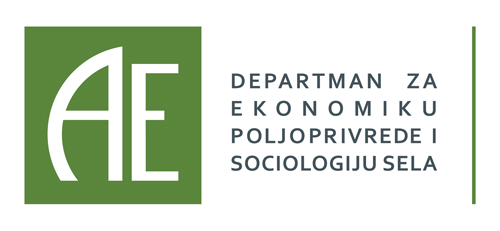 AE
DEPARTMAN ZA
EKONOMIKU
POLJOPRIVREDE I
SOCIOLOGIJU SELA